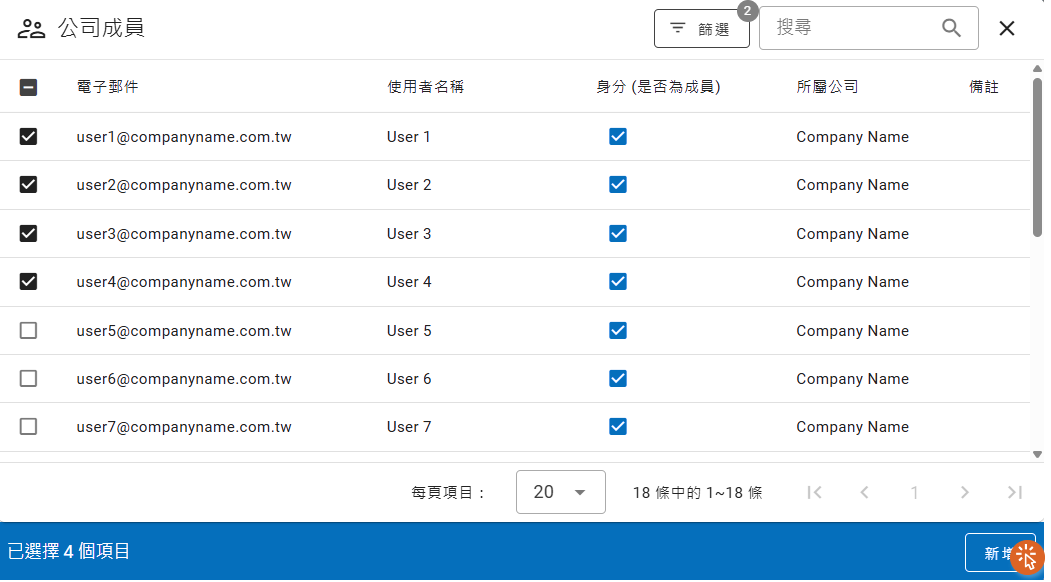 公司成員
篩選
2
搜尋
電子郵件 使用者名稱 身分 (是否為成員) 所屬公司 備註
user1@companyname.com.tw User 1 Company Name
user2@companyname.com.tw User 2 Company Name
user3@companyname.com.tw User 3 Company Name
user4@companyname.com.tw User 4 Company Name
user5@companyname.com.tw User 5 Company Name
user6@companyname.com.tw User 6 Company Name
user7@companyname.com.tw User 7 Company Name
每頁項目： 20 18 條中的 1~18 條 1
已選擇 4 個項目 新增